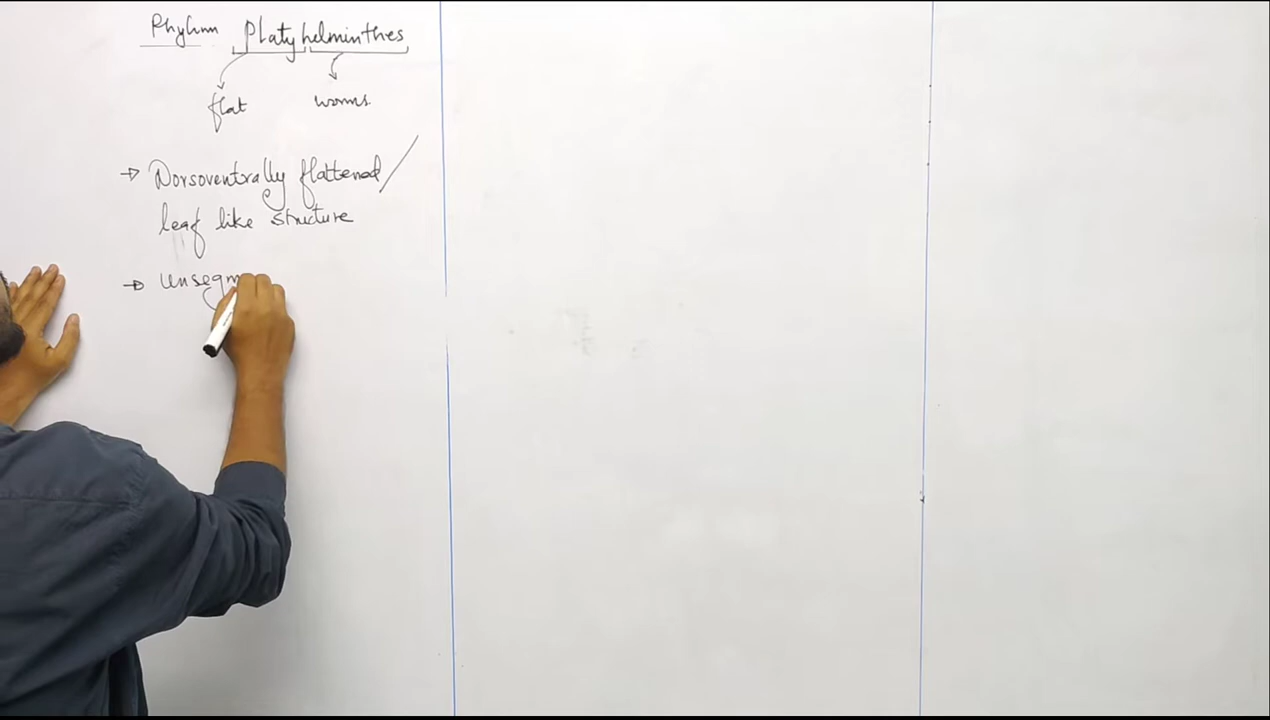 Phylum Platyhelminthes
flat worms.
→ Dorsoventrally flattened /
leaf like structure
→ Unsegm